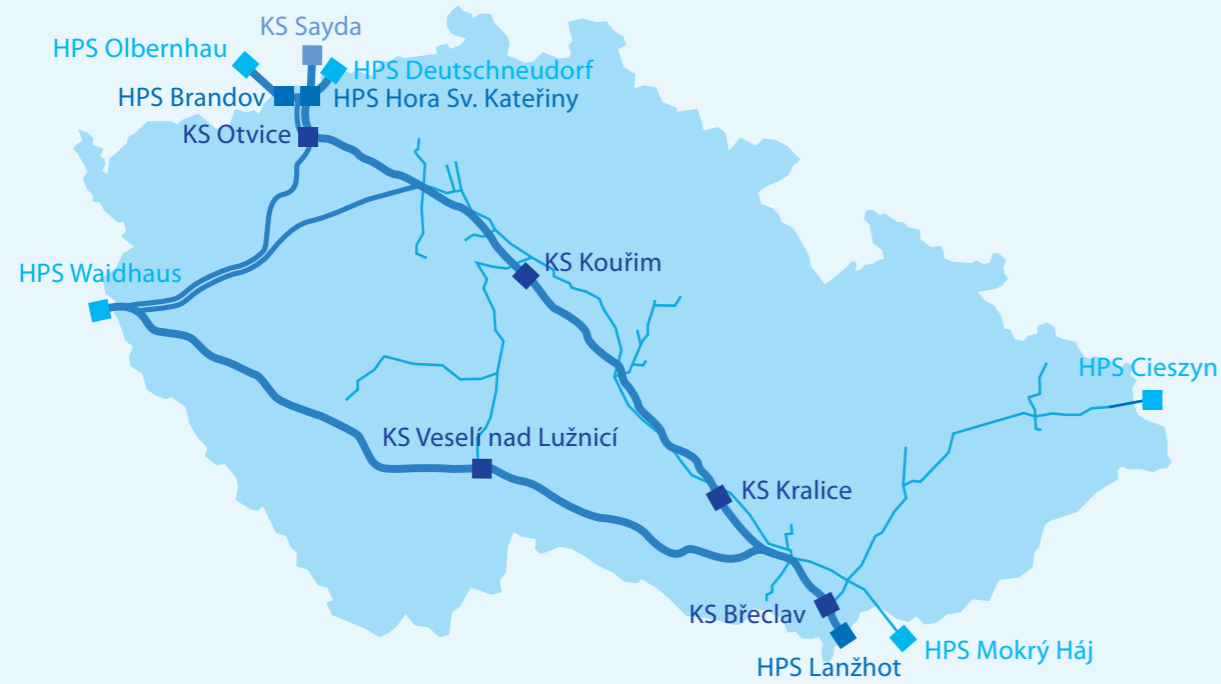 KS Sayda
HPS Olbernhau
HPS Deutschneudorf
HPS Brandov
HPS Hora Sv. Kateřiny
KS Otvice
KS Kouřim
HPS Waidhaus
HPS Cieszyn
KS Veselí nad Lužnicí
KS Kralice
KS Břeclav
HPS Mokrý Háj
HPS Lanžhot